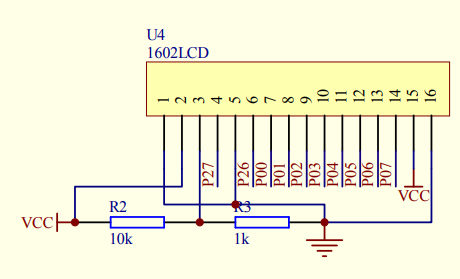 U4
1602LCD
1 2 3 4 5 6 7 8 9 10 11 12 13 14 15 16
P27 P26 P00 P01 P02 P03 P04 P05 P06 P07
VCC
VCC R2 R3
10k 1k